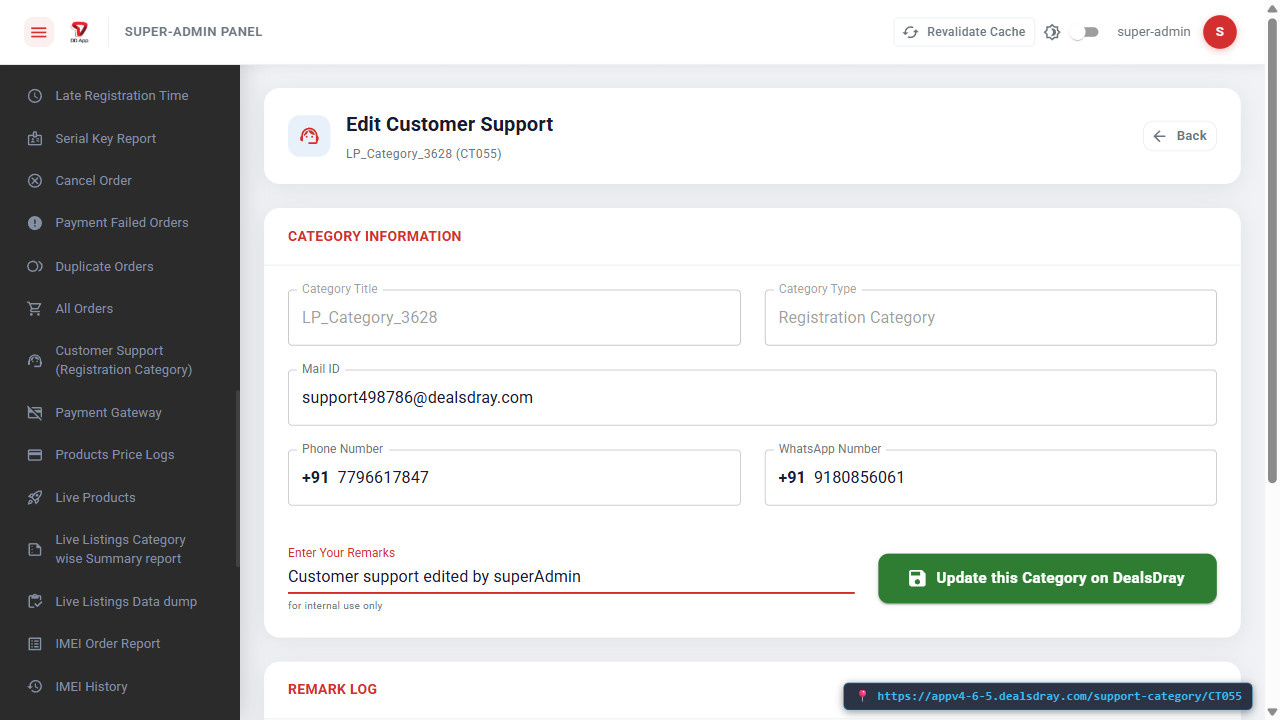 DD App
SUPER-ADMIN PANEL
Revalidate Cache
super-admin
S
Late Registration Time
Serial Key Report
Cancel Order
Payment Failed Orders
Duplicate Orders
All Orders
Customer Support
(Registration Category)
Payment Gateway
Products Price Logs
Live Products
Live Listings Category
wise Summary report
Live Listings Data dump
IMEI Order Report
IMEI History
Edit Customer Support
LP_Category_3628 (CT055)
Back
CATEGORY INFORMATION
Category Title
LP_Category_3628
Category Type
Registration Category
Mail ID
support498786@dealsdray.com
Phone Number
+91 7796617847
WhatsApp Number
+91 9180856061
Enter Your Remarks
Customer support edited by superAdmin
for internal use only
Update this Category on DealsDray
REMARK LOG
https://appv4-6-5.dealsdray.com/support-category/CT055